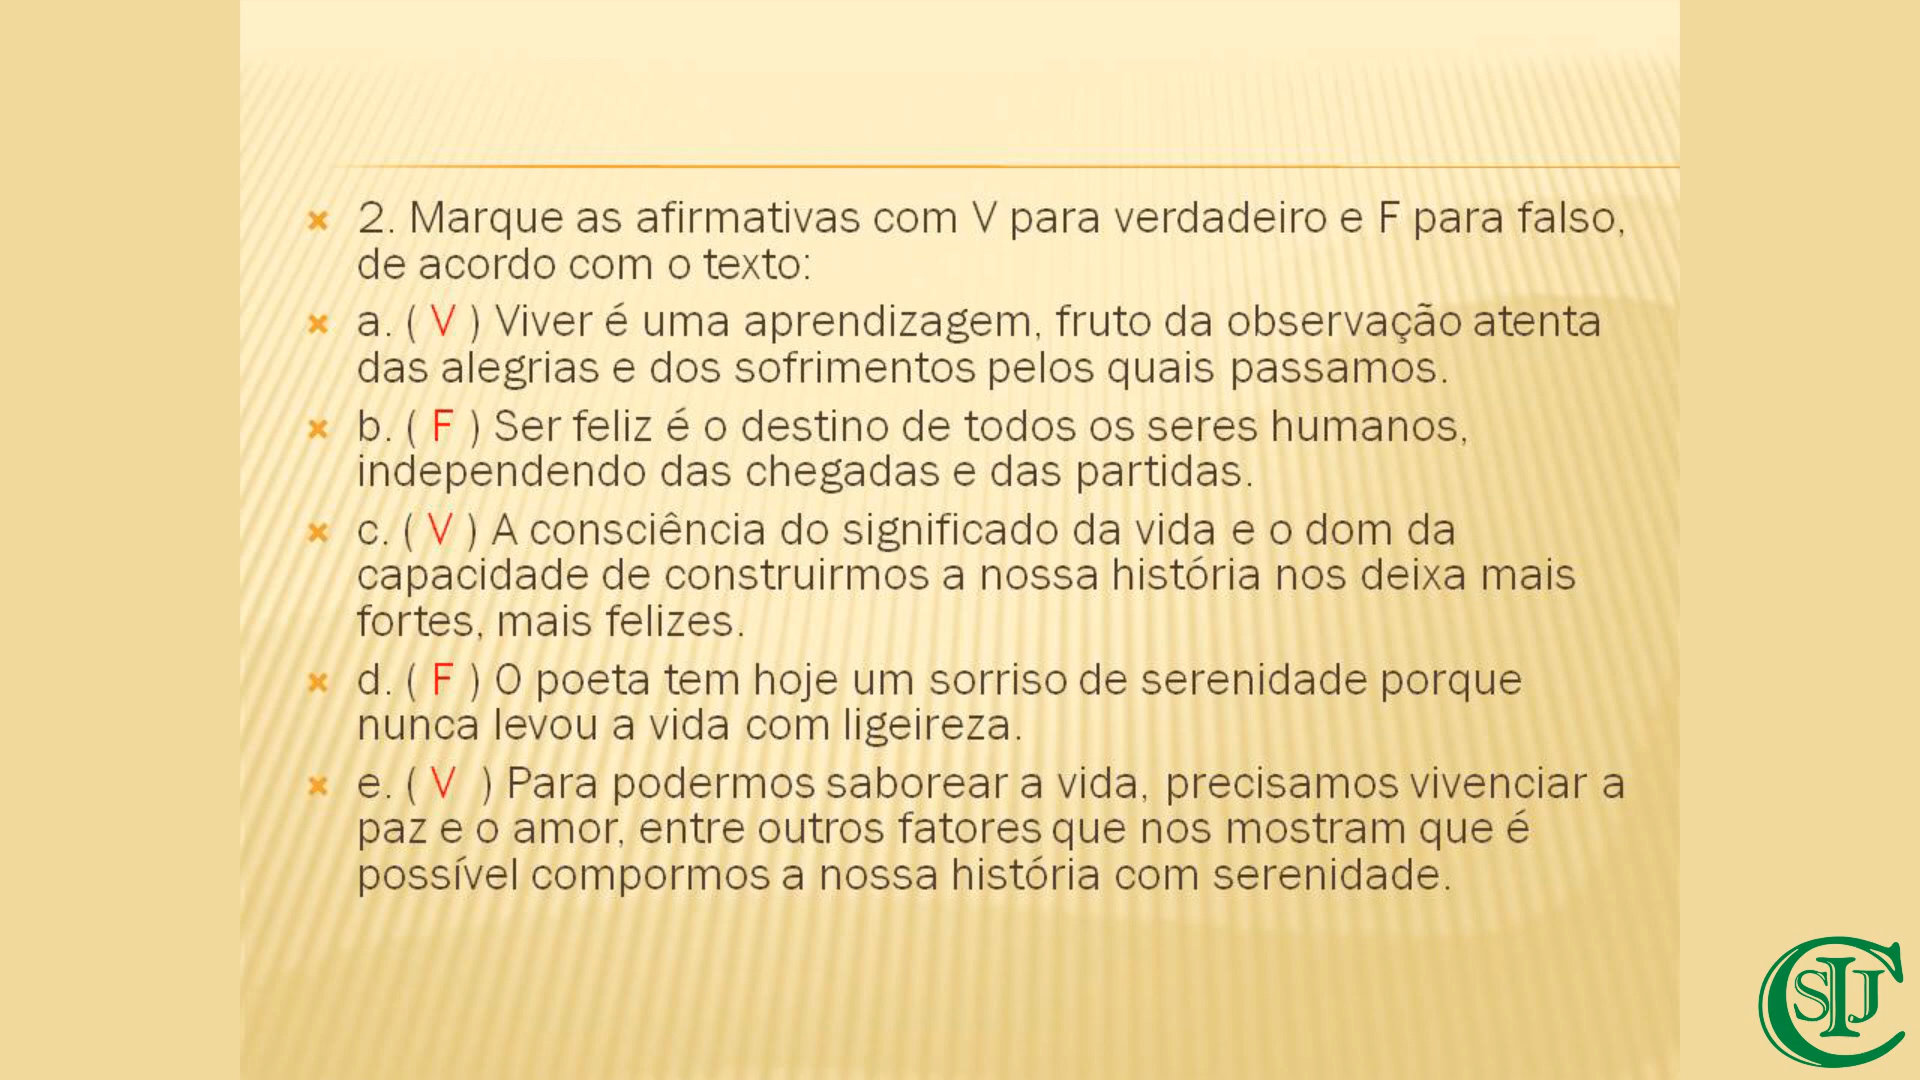 2. Marque as afirmativas com V para verdadeiro e F para falso,
de acordo com o texto:
a. ( V ) Viver é uma aprendizagem, fruto da observação atenta
das alegrias e dos sofrimentos pelos quais passamos.
b. ( F ) Ser feliz é o destino de todos os seres humanos,
independendo das chegadas e das partidas.
c. ( V ) A consciência do significado da vida e o dom da
capacidade de construirmos a nossa história nos deixa mais
fortes, mais felizes.
d. ( F ) O poeta tem hoje um sorriso de serenidade porque
nunca levou a vida com ligeireza.
e. ( V ) Para podermos saborear a vida, precisamos vivenciar a
paz e o amor, entre outros fatores que nos mostram que é
possível compormos a nossa história com serenidade.
CSIJ